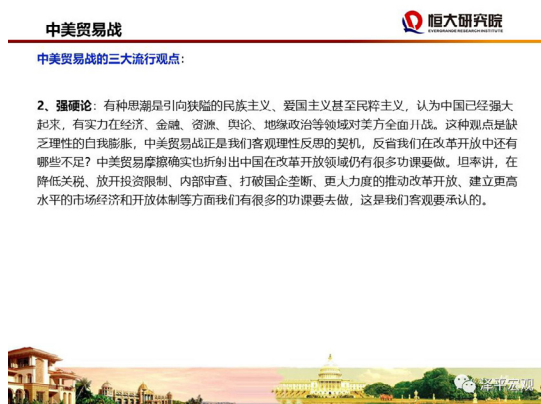 中美贸易战
恒大研究院
EVERGRANDE RESEARCH INSTITUTE
中美贸易战的三大流行观点：
2、强硬论：有种思潮是引向狭隘的民族主义、爱国主义甚至民粹主义，认为中国已经强大
起来，有实力在经济、金融、资源、舆论、地缘政治等领域对美方全面开战。这种观点是缺
乏理性的自我膨胀，中美贸易战正是我们客观理性反思的契机，反省我们在改革开放中还有
哪些不足？中美贸易摩擦确实也折射出中国在改革开放领域仍有很多功课要做。坦率讲，在
降低关税、放开投资限制、内部审查、打破国企垄断、更大力度的推动改革开放、建立更高
水平的市场经济和开放体制等方面我们有很多的功课要去做，这是我们客观要承认的。
泽平宏观